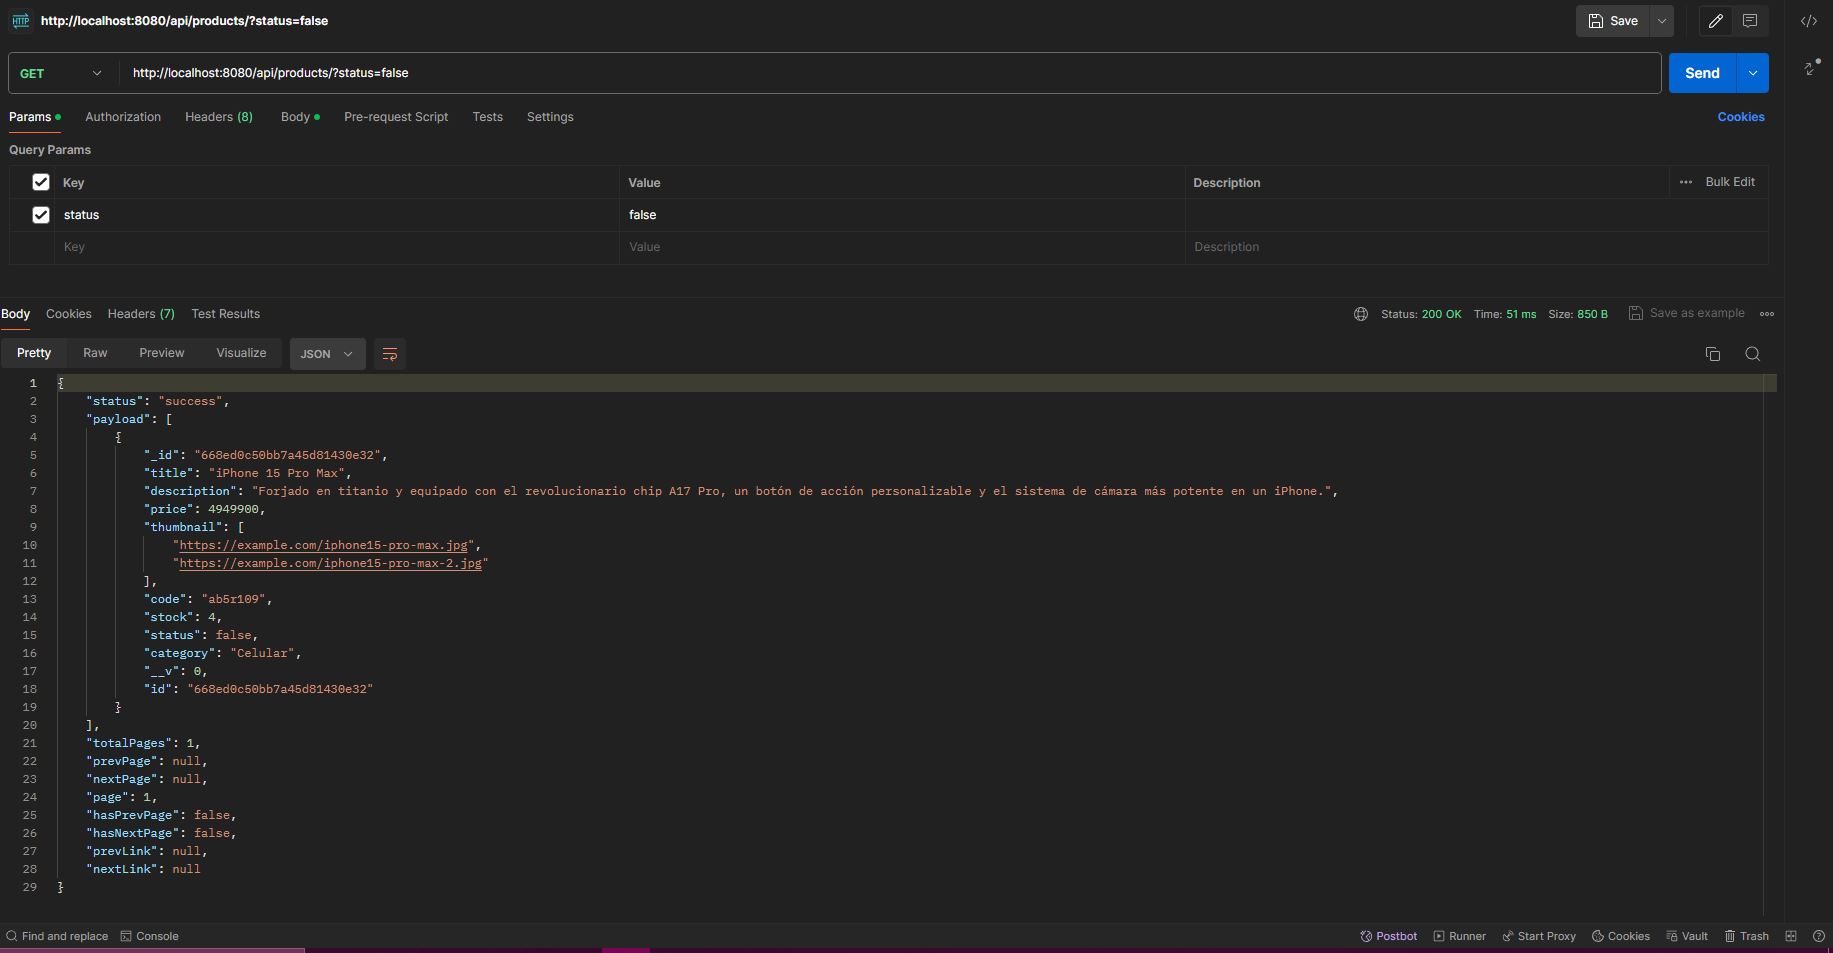 HTTP http://localhost:8080/api/products/?status=false Save
GET http://localhost:8080/api/products/?status=false Send
Params Authorization Headers (8) Body Pre-request Script Tests Settings Cookies
Query Params
Key Value Description Bulk Edit
status false
Key Value Description
Body Cookies Headers (7) Test Results Status: 200 OK Time: 51 ms Size: 850 B Save as example
Pretty Raw Preview Visualize JSON
1 {
2 "status": "success",
3 "payload": [
4 {
5 "_id": "668ed0c50bb7a45d81430e32",
6 "title": "iPhone 15 Pro Max",
7 "description": "Forjado en titanio y equipado con el revolucionario chip A17 Pro, un botón de acción personalizable y el sistema de cámara más potente en un iPhone.",
8 "price": 4949900,
9 "thumbnail": [
10 "https://example.com/iphone15-pro-max.jpg",
11 "https://example.com/iphone15-pro-max-2.jpg"
12 ],
13 "code": "ab5r109",
14 "stock": 4,
15 "status": false,
16 "category": "Celular",
17 "__v": 0,
18 "id": "668ed0c50bb7a45d81430e32"
19 }
20 ],
21 "totalPages": 1,
22 "prevPage": null,
23 "nextPage": null,
24 "page": 1,
25 "hasPrevPage": false,
26 "hasNextPage": false,
27 "prevLink": null,
28 "nextLink": null
29 }
Find and replace Console Postbot Runner Start Proxy Cookies Vault Trash